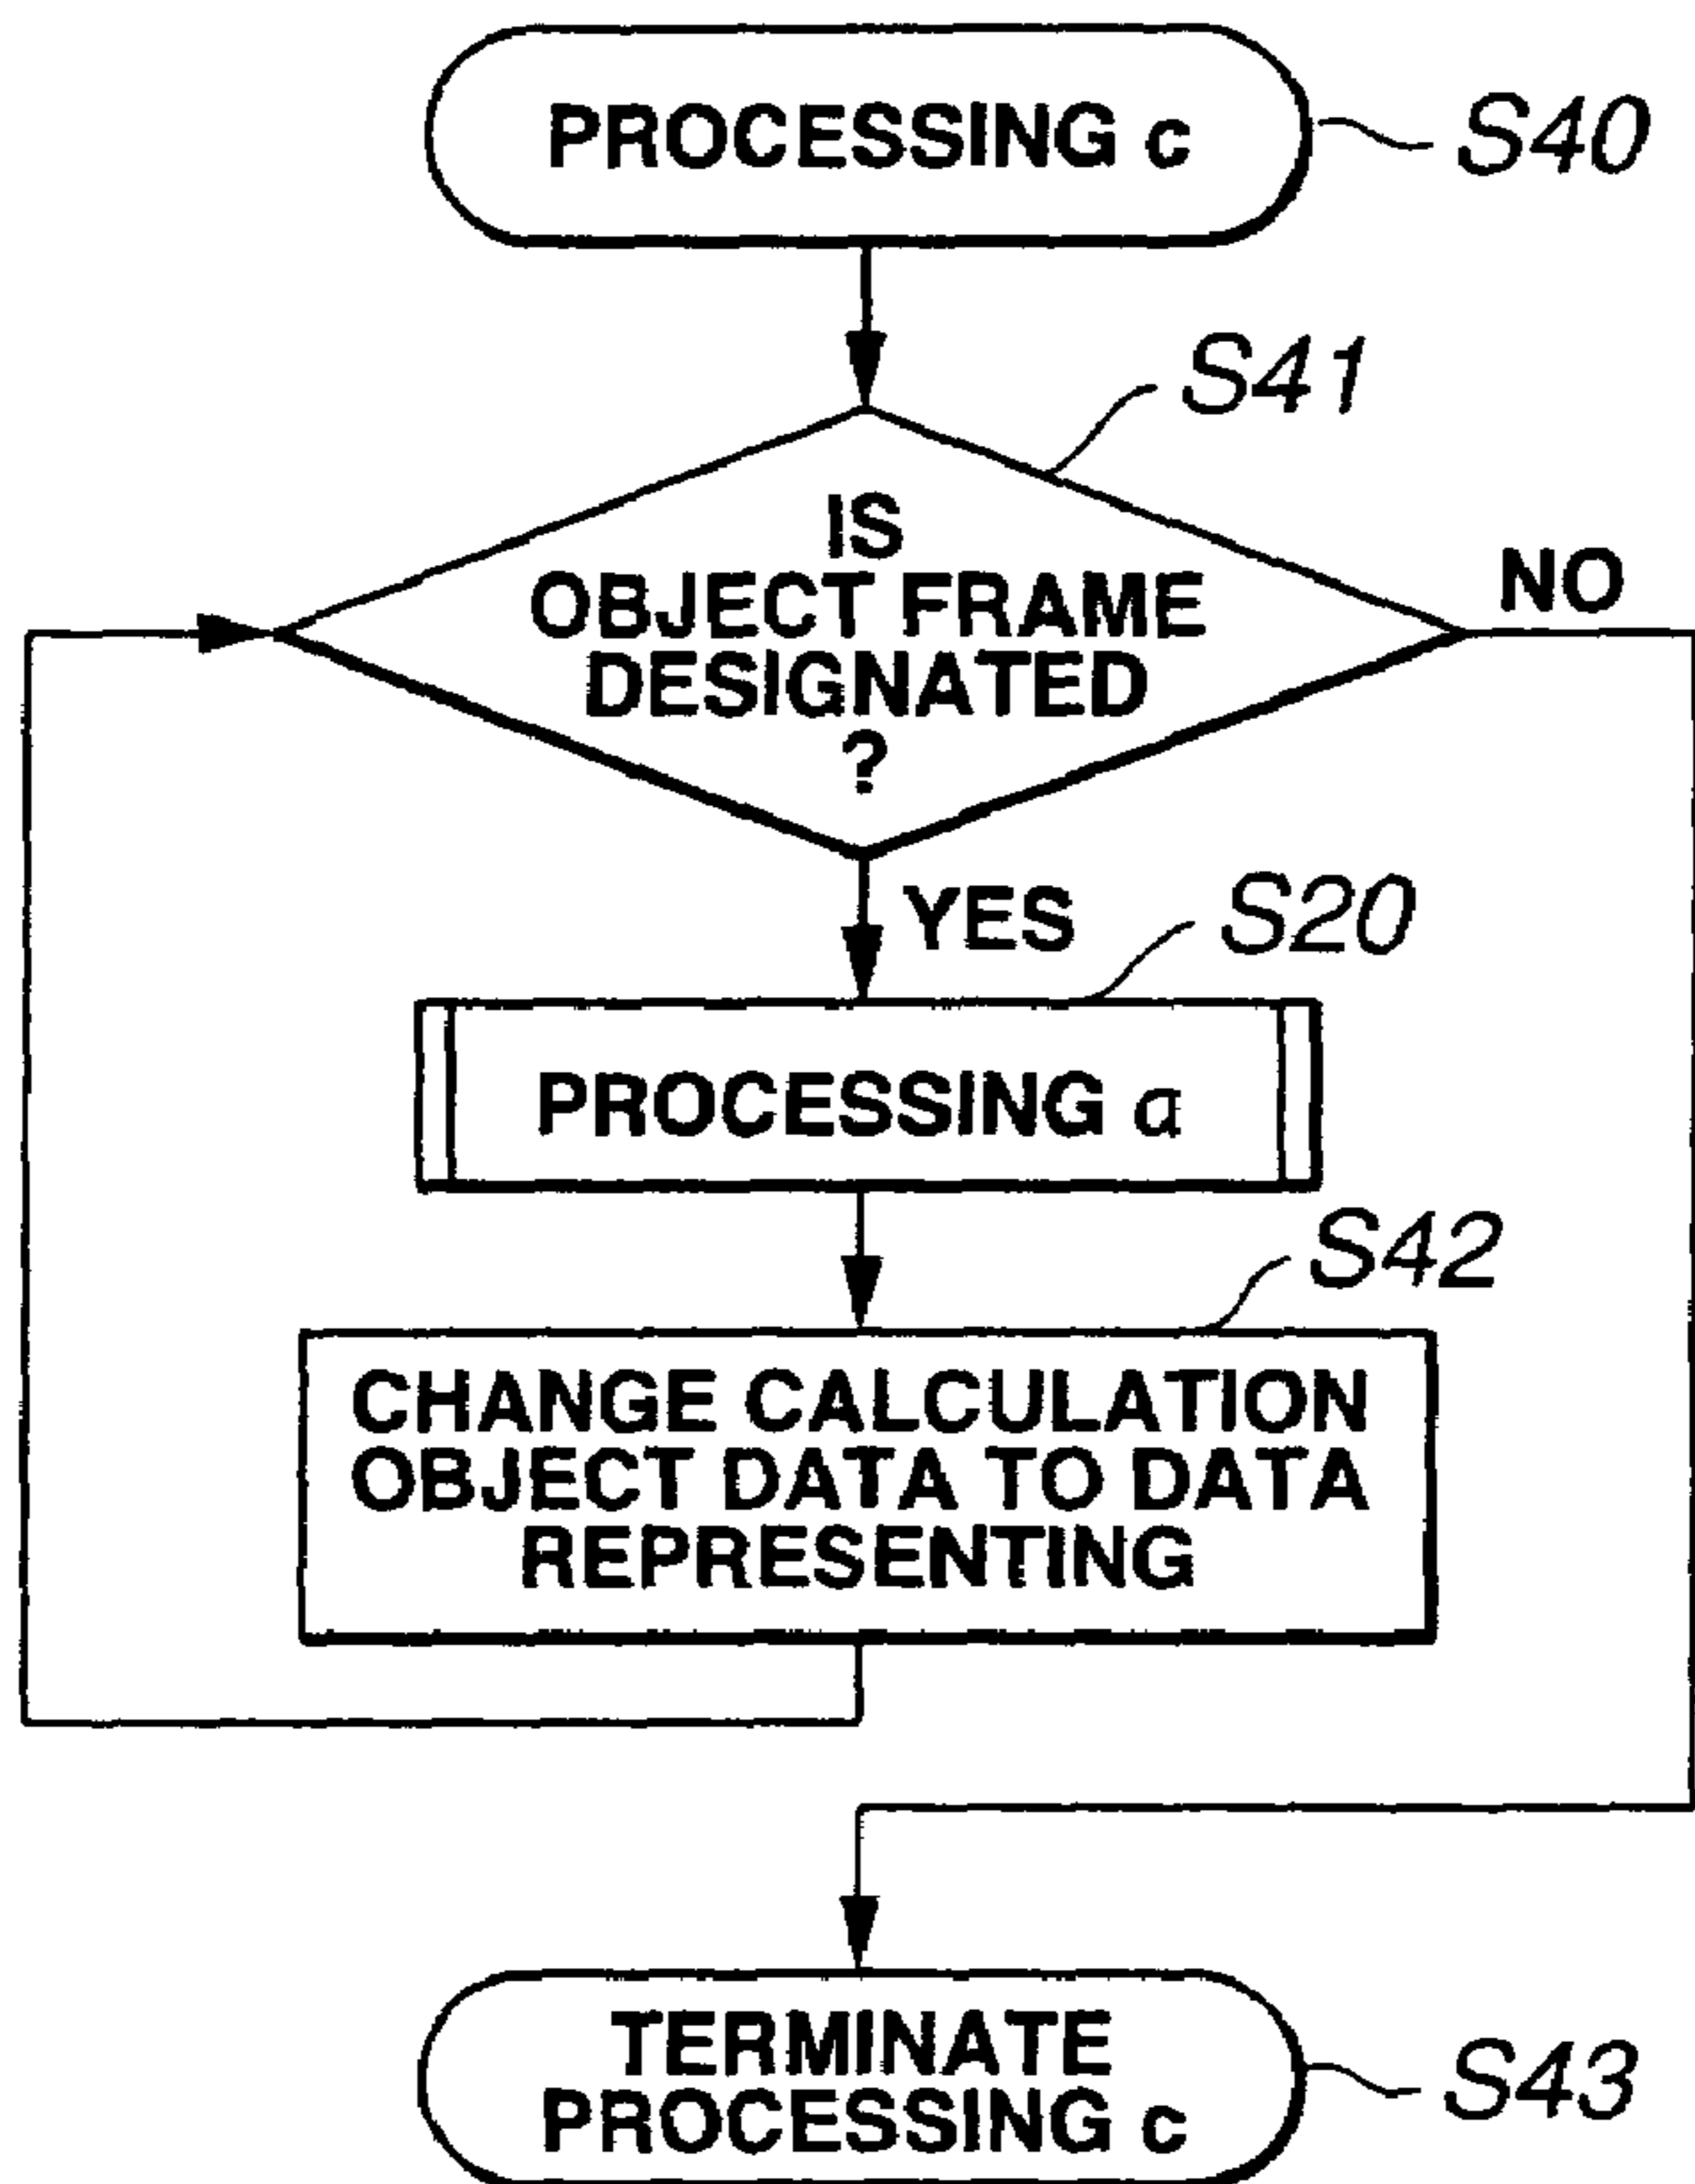 PROCESSING c
S40
S41
IS
OBJECT FRAME
DESIGNATED
?
NO
YES
S20
PROCESSING a
S42
CHANGE CALCULATION
OBJECT DATA TO DATA
REPRESENTING
TERMINATE
PROCESSING c
S43